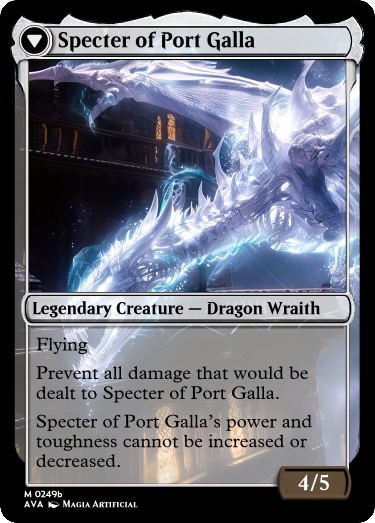 Specter of Port Galla
Legendary Creature — Dragon Wraith
Flying
Prevent all damage that would be
dealt to Specter of Port Galla.
Specter of Port Galla's power and
toughness cannot be increased or
decreased.
4/5
M 0249b
AVA Magia Artificial